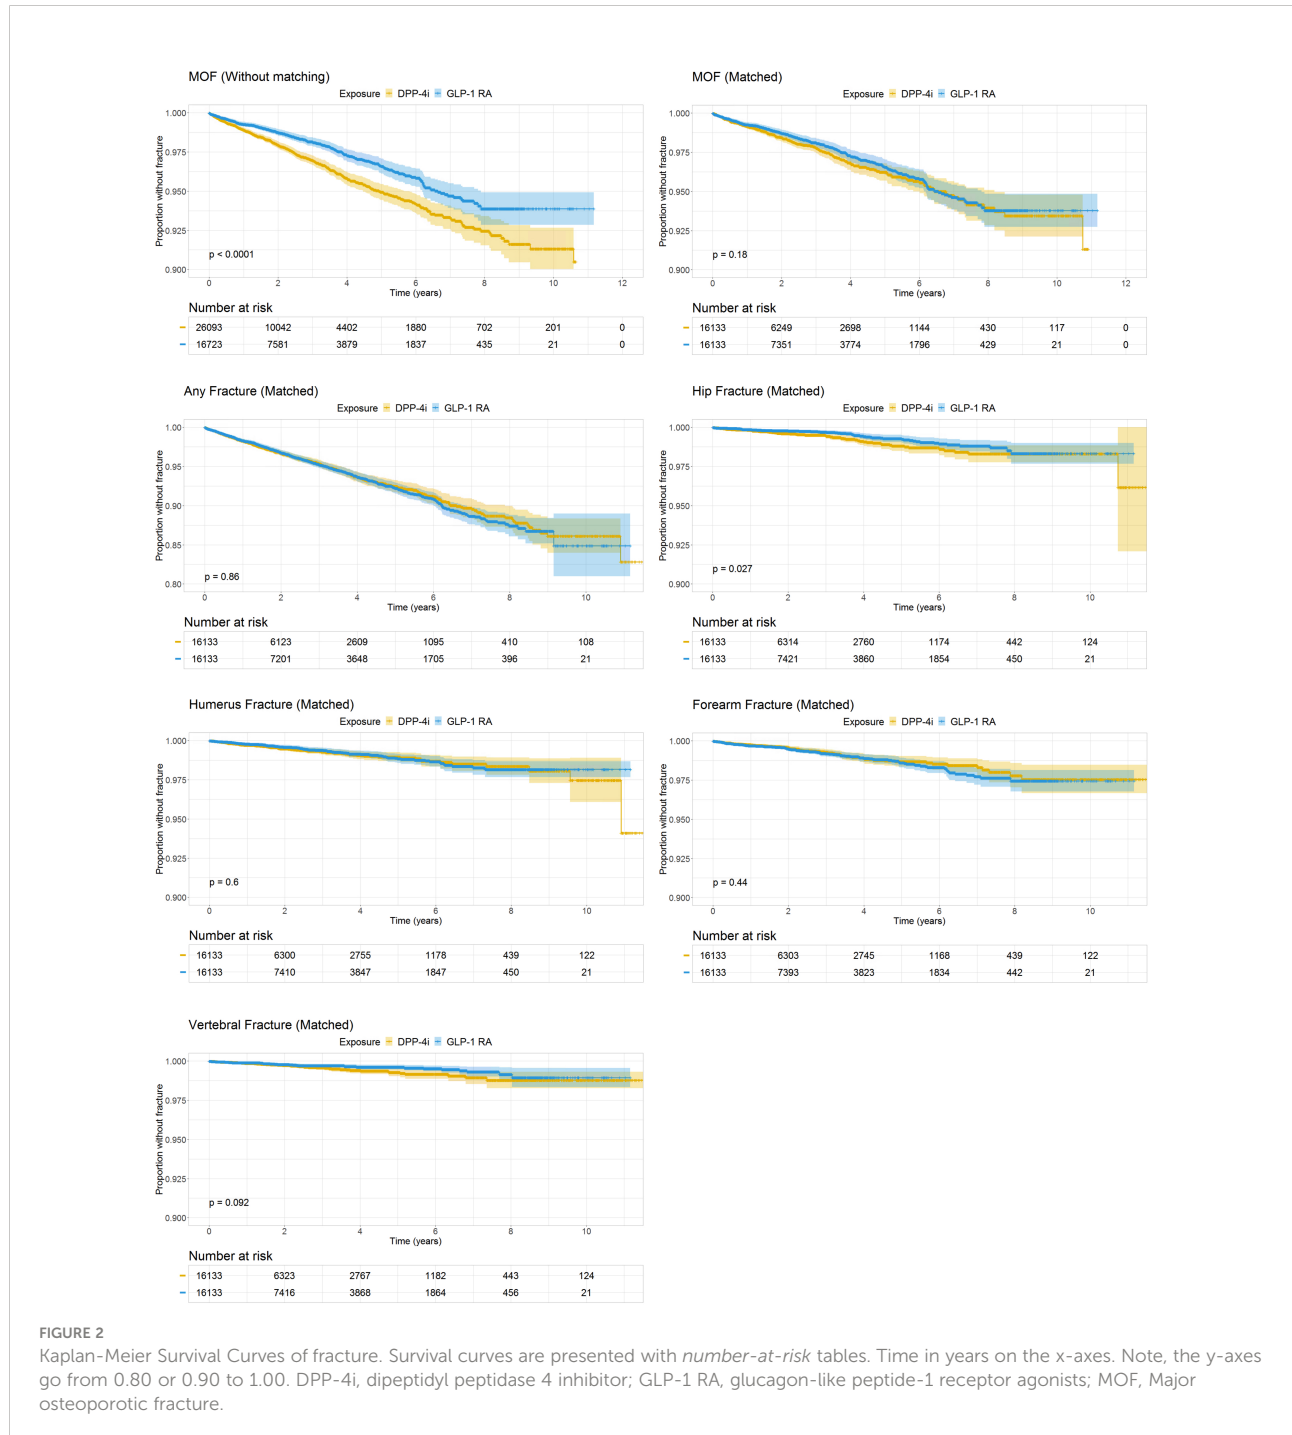 MOF (Without matching)
Exposure DPP-4i GLP-1 RA
Proportion without fracture
1.000
0.975
0.950
0.925
0.900
p < 0.0001
0 2 4 6 8 10 12
Time (years)
Number at risk
26093 10042 4402 1880 702 201 0
16723 7581 3879 1837 435 21 0
MOF (Matched)
Exposure DPP-4i GLP-1 RA
Proportion without fracture
1.000
0.975
0.950
0.925
0.900
p = 0.18
0 2 4 6 8 10 12
Time (years)
Number at risk
16133 6249 2698 1144 430 117 0
16133 7351 3774 1796 429 21 0
Any Fracture (Matched)
Exposure DPP-4i GLP-1 RA
Proportion without fracture
1.00
0.95
0.90
0.85
0.80
p = 0.86
0 2 4 6 8 10
Time (years)
Number at risk
16133 6123 2609 1095 410 108
16133 7201 3648 1705 396 21
Hip Fracture (Matched)
Exposure DPP-4i GLP-1 RA
Proportion without fracture
1.000
0.975
0.950
0.925
0.900
p = 0.027
0 2 4 6 8 10
Time (years)
Number at risk
16133 6314 2760 1174 442 124
16133 7421 3860 1854 450 21
Humerus Fracture (Matched)
Exposure DPP-4i GLP-1 RA
Proportion without fracture
1.000
0.975
0.950
0.925
0.900
p = 0.6
0 2 4 6 8 10
Time (years)
Number at risk
16133 6300 2755 1178 439 122
16133 7410 3847 1847 450 21
Forearm Fracture (Matched)
Exposure DPP-4i GLP-1 RA
Proportion without fracture
1.000
0.975
0.950
0.925
0.900
p = 0.44
0 2 4 6 8 10
Time (years)
Number at risk
16133 6303 2745 1168 439 122
16133 7393 3823 1834 442 21
Vertebral Fracture (Matched)
Exposure DPP-4i GLP-1 RA
Proportion without fracture
1.000
0.975
0.950
0.925
0.900
p = 0.092
0 2 4 6 8 10
Time (years)
Number at risk
16133 6323 2767 1182 443 124
16133 7416 3868 1864 456 21
FIGURE 2
Kaplan-Meier Survival Curves of fracture. Survival curves are presented with number-at-risk tables. Time in years on the x-axes. Note, the y-axes
go from 0.80 or 0.90 to 1.00. DPP-4i, dipeptidyl peptidase 4 inhibitor; GLP-1 RA, glucagon-like peptide-1 receptor agonists; MOF, Major
osteoporotic fracture.